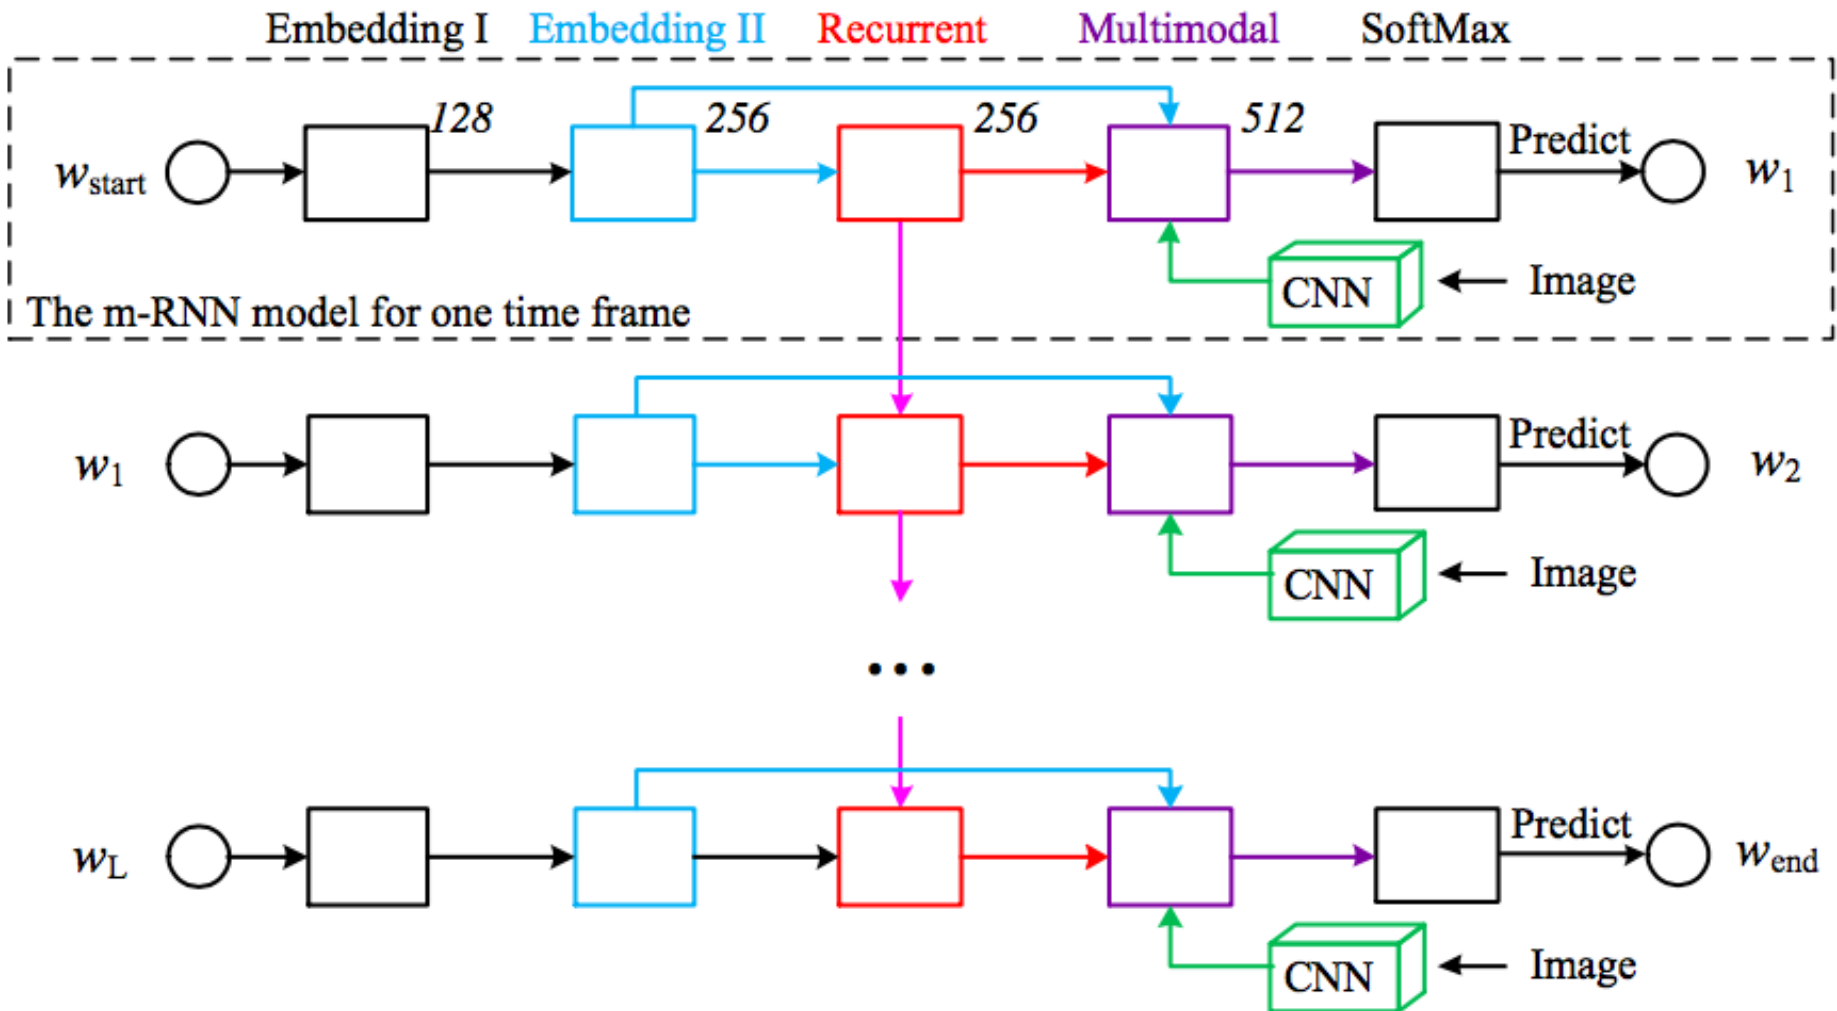 Embedding I Embedding II Recurrent Multimodal SoftMax
128 256 256 512
w_start Predict w_1
CNN Image
The m-RNN model for one time frame
w_1 Predict w_2
CNN Image
...
w_L Predict w_end
CNN Image